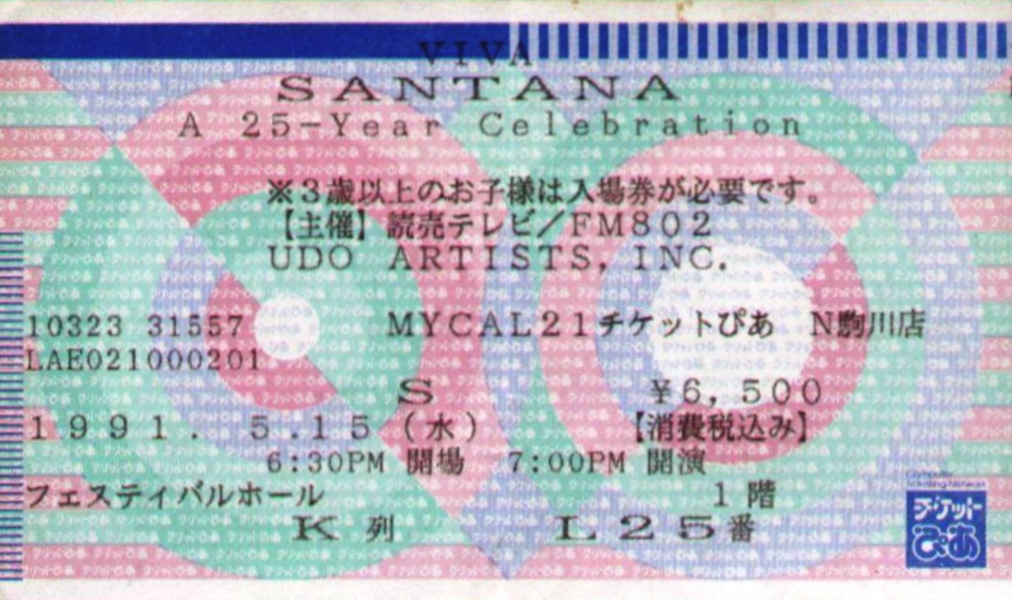 VIVA
SANTANA
A 25-Year Celebration
※3歳以上のお子様は入場券が必要です。
【主催】読売テレビ/FM802
UDO ARTISTS, INC.
10323 31557 MYCAL21チケットぴあ N駒川店
LAE021000201
S ¥6,500
1991. 5.15(水) 【消費税込み】
6:30PM 開場 7:00PM 開演
フェスティバルホール 1階
K列 L25番
チケット
ぴあ